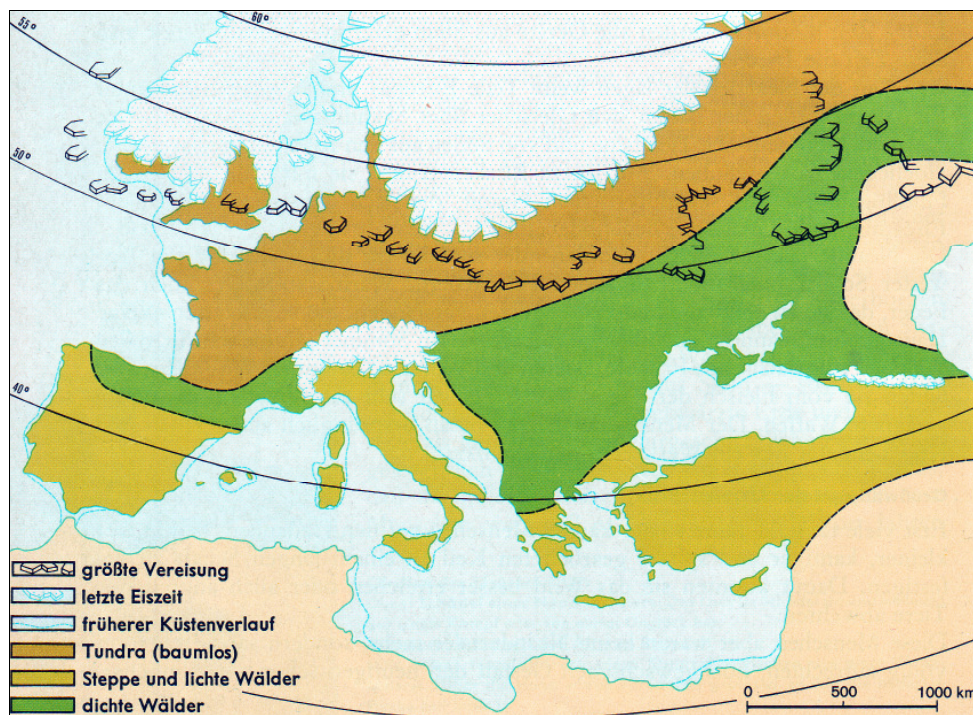 60°
55°
50°
40°
größte Vereisung
letzte Eiszeit
früherer Küstenverlauf
Tundra (baumlos)
Steppe und lichte Wälder
dichte Wälder
0 500 1000 km